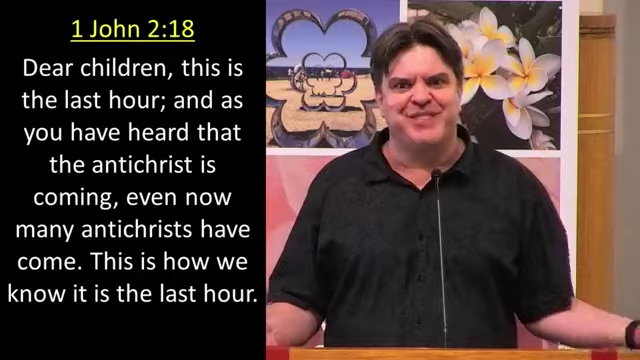 1 John 2:18
Dear children, this is
the last hour; and as
you have heard that
the antichrist is
coming, even now
many antichrists have
come. This is how we
know it is the last hour.